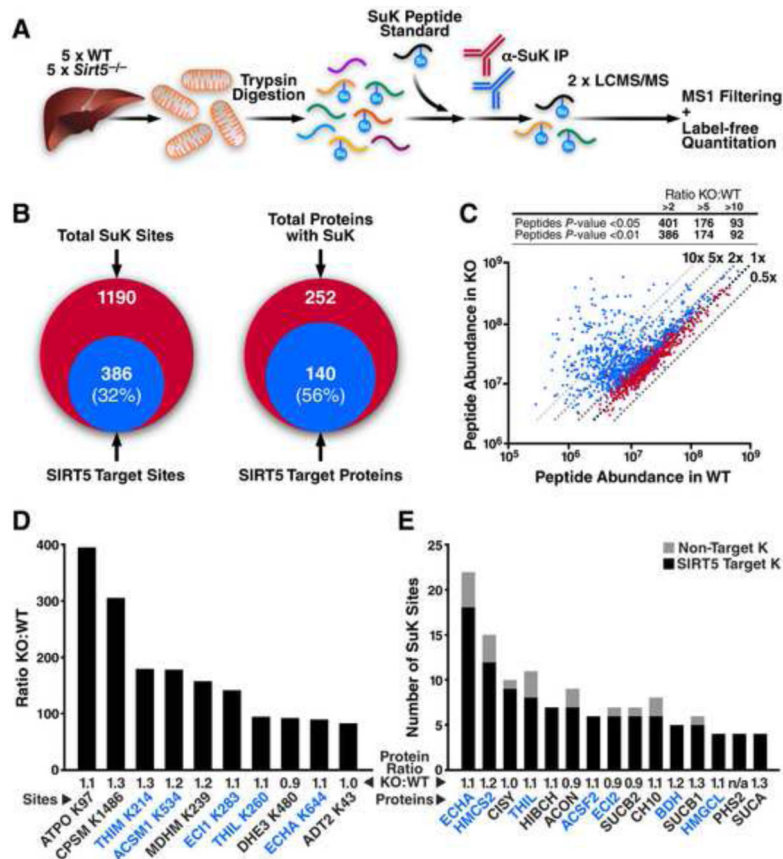 A
5 x WT
5 x Sirt5–/–
Trypsin
Digestion
SuK Peptide
Standard
α-SuK IP
2 x LCMS/MS
MS1 Filtering
+
Label-free
Quantitation
B
Total SuK Sites
1190
386
(32%)
SIRT5 Target Sites
Total Proteins
with SuK
252
140
(56%)
SIRT5 Target Proteins
C
Ratio KO:WT
>2 >5 >10
Peptides P-value <0.05 401 176 93
Peptides P-value <0.01 386 174 92
Peptide Abundance in KO
10⁹
10⁸
10⁷
10⁶
10x 5x 2x 1x
0.5x
10⁵ 10⁶ 10⁷ 10⁸ 10⁹
Peptide Abundance in WT
D
Ratio KO:WT
400
300
200
100
0
1.1 1.3 1.3 1.2 1.2 1.1 1.1 0.9 1.1 1.0
Sites
ATPO K97
CPSM K1486
THIM K214
ACSM1 K534
MDHM K239
ECI1 K283
THIL K260
DHE3 K480
ECHA K644
ADT2 K43
E
Non-Target K
SIRT5 Target K
Number of SuK Sites
25
20
15
10
5
0
Protein
Ratio
KO:WT
1.1 1.2 1.0 1.1 1.1 0.9 1.1 0.9 0.9 1.1 1.2 1.3 1.1 n/a 1.3
Proteins
ECHA
HMCS2
CISY
THIL
HIBCH
ACON
ACSF2
ECI2
SUCB2
CH10
BDH
SUCB1
HMGCL
PHS2
SUCA